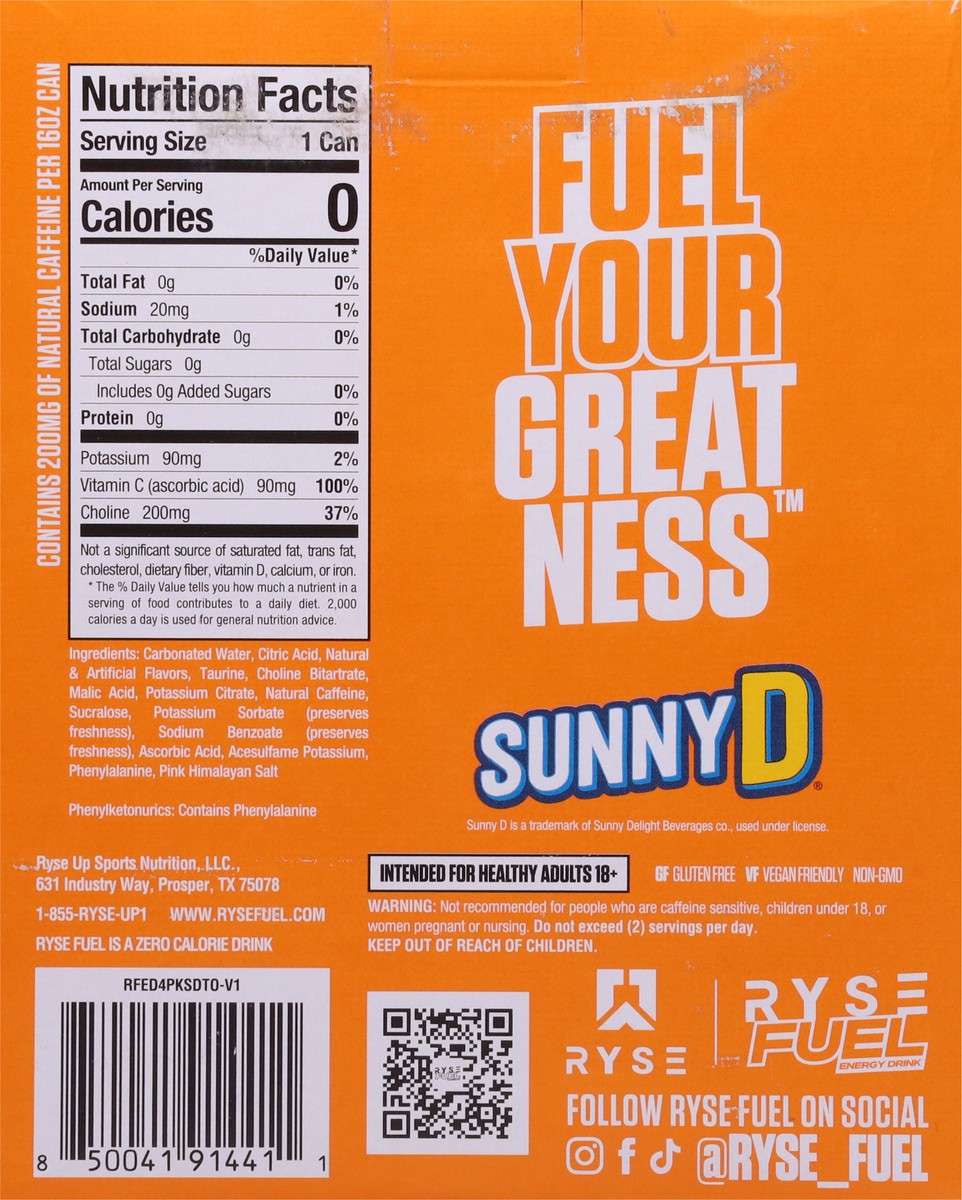 CONTAINS 200MG OF NATURAL CAFFEINE PER 16OZ CAN
Nutrition Facts
Serving Size 1 Can
Amount Per Serving
Calories 0
%Daily Value*
Total Fat 0g 0%
Sodium 20mg 1%
Total Carbohydrate 0g 0%
Total Sugars 0g
Includes 0g Added Sugars 0%
Protein 0g 0%
Potassium 90mg 2%
Vitamin C (ascorbic acid) 90mg 100%
Choline 200mg 37%
Not a significant source of saturated fat, trans fat,
cholesterol, dietary fiber, vitamin D, calcium, or iron.
* The % Daily Value tells you how much a nutrient in a
serving of food contributes to a daily diet. 2,000
calories a day is used for general nutrition advice.
Ingredients: Carbonated Water, Citric Acid, Natural
& Artificial Flavors, Taurine, Choline Bitartrate,
Malic Acid, Potassium Citrate, Natural Caffeine,
Sucralose, Potassium Sorbate (preserves
freshness), Sodium Benzoate (preserves
freshness), Ascorbic Acid, Acesulfame Potassium,
Phenylalanine, Pink Himalayan Salt
Phenylketonurics: Contains Phenylalanine
Ryse Up Sports Nutrition, LLC.,
631 Industry Way, Prosper, TX 75078
1-855-RYSE-UP1 WWW.RYSEFUEL.COM
RYSE FUEL IS A ZERO CALORIE DRINK
RFED4PKSDTO-V1
8 50041 91441 1
FUEL
YOUR
GREAT
NESS™
SUNNYD®
Sunny D is a trademark of Sunny Delight Beverages co., used under license.
INTENDED FOR HEALTHY ADULTS 18+
GF GLUTEN FREE VF VEGAN FRIENDLY NON-GMO
WARNING: Not recommended for people who are caffeine sensitive, children under 18, or
women pregnant or nursing. Do not exceed (2) servings per day.
KEEP OUT OF REACH OF CHILDREN.
RYSE
FUEL
RYSE
RYSE
FUEL
ENERGY DRINK
FOLLOW RYSE FUEL ON SOCIAL
@RYSE_FUEL